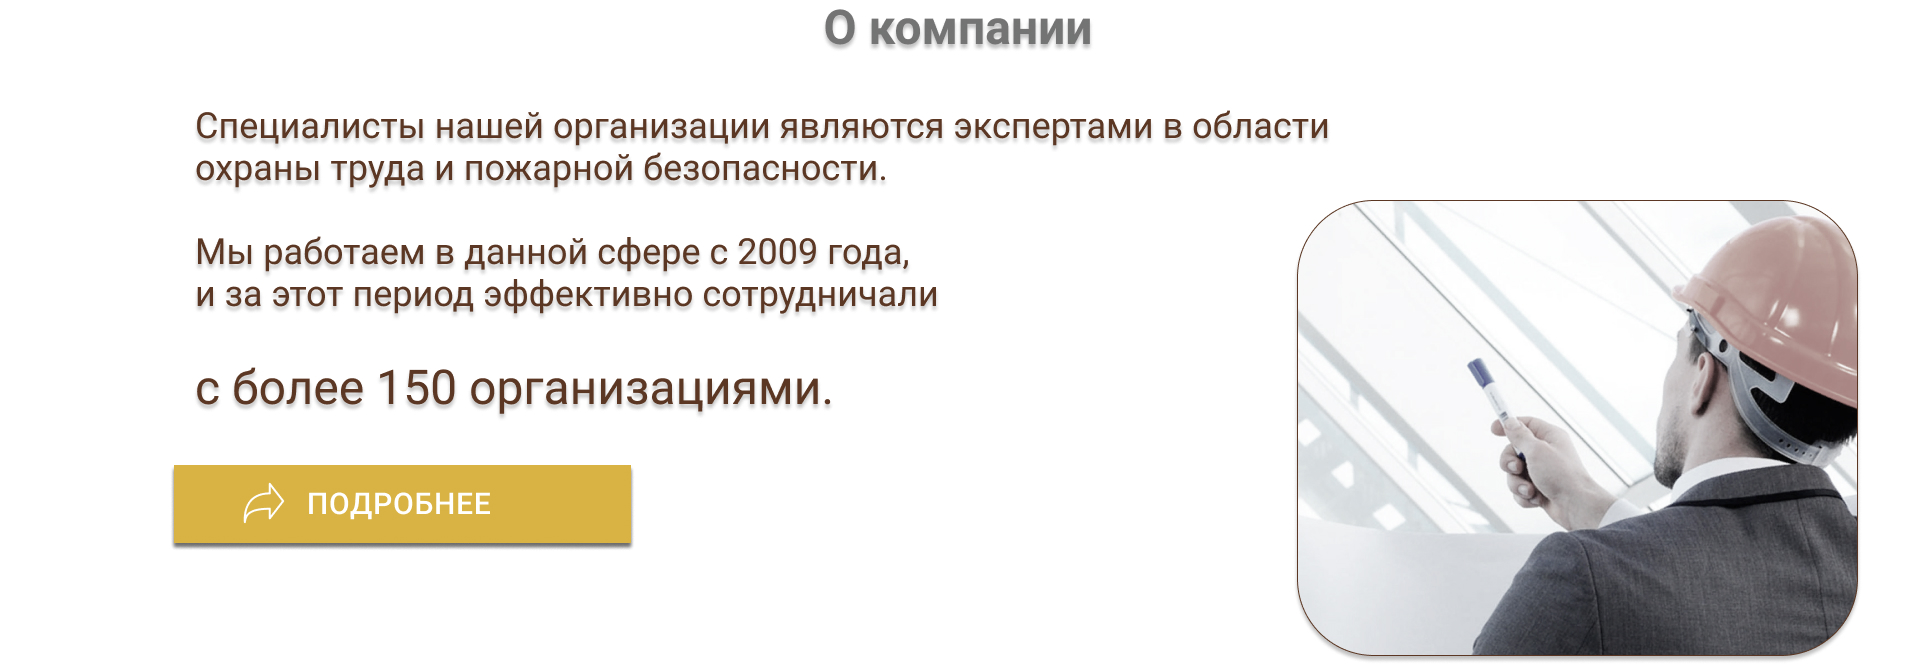 О компании
Специалисты нашей организации являются экспертами в области
охраны труда и пожарной безопасности.
Мы работаем в данной сфере с 2009 года,
и за этот период эффективно сотрудничали
с более 150 организациями.
ПОДРОБНЕЕ